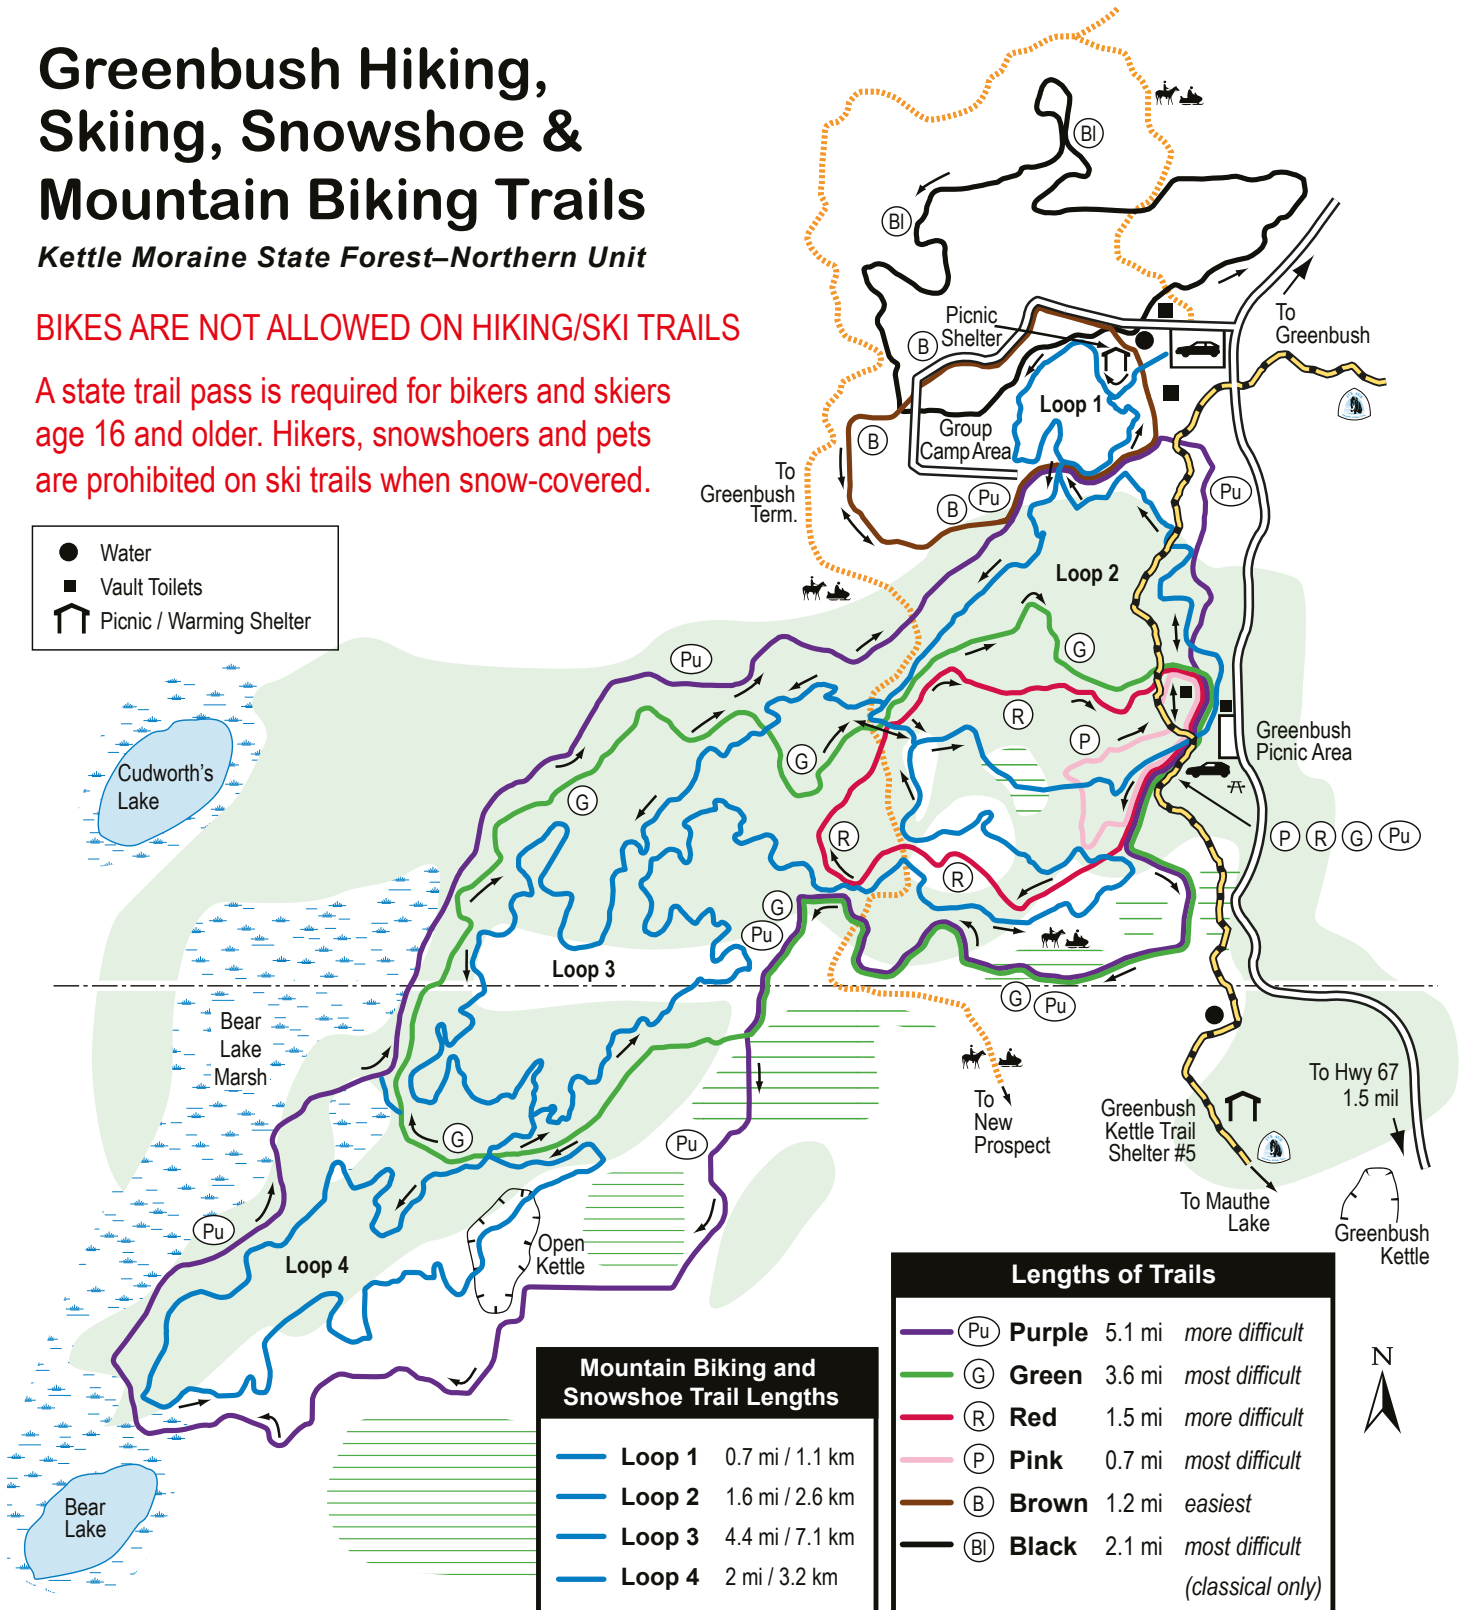 Greenbush Hiking,
Skiing, Snowshoe &
Mountain Biking Trails
Kettle Moraine State Forest–Northern Unit
BIKES ARE NOT ALLOWED ON HIKING/SKI TRAILS
A state trail pass is required for bikers and skiers
age 16 and older. Hikers, snowshoers and pets
are prohibited on ski trails when snow-covered.
Water
Vault Toilets
Picnic / Warming Shelter
Bl
Bl
Picnic
Shelter
B
To
Greenbush
Loop 1
Group
Camp Area
B
To
Greenbush
Term.
B
Pu
Pu
Loop 2
G
Pu
R
P
G
Greenbush
Picnic Area
Cudworth's
Lake
G
R
P R G Pu
R
G
Pu
Loop 3
G
Pu
Bear
Lake
Marsh
To
New
Prospect
To Hwy 67
1.5 mil
Greenbush
Kettle Trail
Shelter #5
G
Pu
To Mauthe
Lake
Greenbush
Kettle
Pu
Open
Kettle
Loop 4
Bear
Lake
Mountain Biking and
Snowshoe Trail Lengths
Loop 1 0.7 mi / 1.1 km
Loop 2 1.6 mi / 2.6 km
Loop 3 4.4 mi / 7.1 km
Loop 4 2 mi / 3.2 km
Lengths of Trails
Pu Purple 5.1 mi more difficult
G Green 3.6 mi most difficult
R Red 1.5 mi more difficult
P Pink 0.7 mi most difficult
B Brown 1.2 mi easiest
Bl Black 2.1 mi most difficult
(classical only)
N